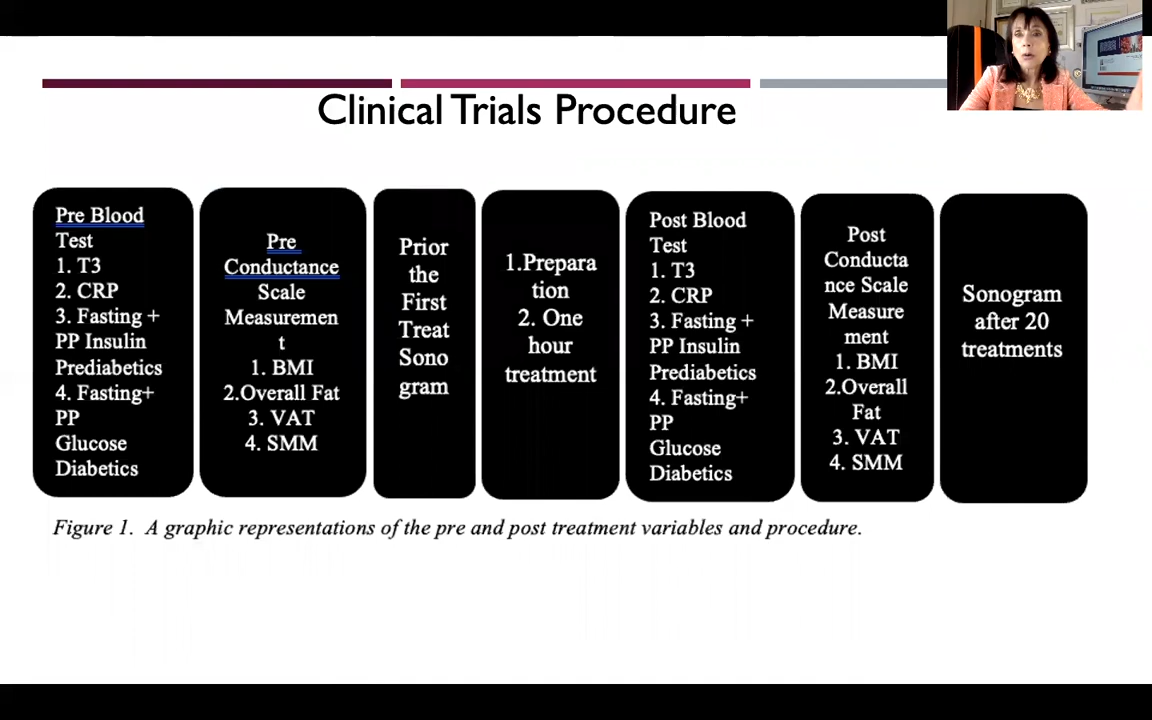 Clinical Trials Procedure
Pre Blood
Test
1. T3
2. CRP
3. Fasting +
PP Insulin
Prediabetics
4. Fasting+
PP
Glucose
Diabetics
Pre
Conductance
Scale
Measuremen
t
1. BMI
2.Overall Fat
3. VAT
4. SMM
Prior
the
First
Treat
Sono
gram
1.Prepara
tion
2. One
hour
treatment
Post Blood
Test
1. T3
2. CRP
3. Fasting +
PP Insulin
Prediabetics
4. Fasting+
PP
Glucose
Diabetics
Post
Conducta
nce Scale
Measure
ment
1. BMI
2.Overall
Fat
3. VAT
4. SMM
Sonogram
after 20
treatments
Figure 1. A graphic representations of the pre and post treatment variables and procedure.